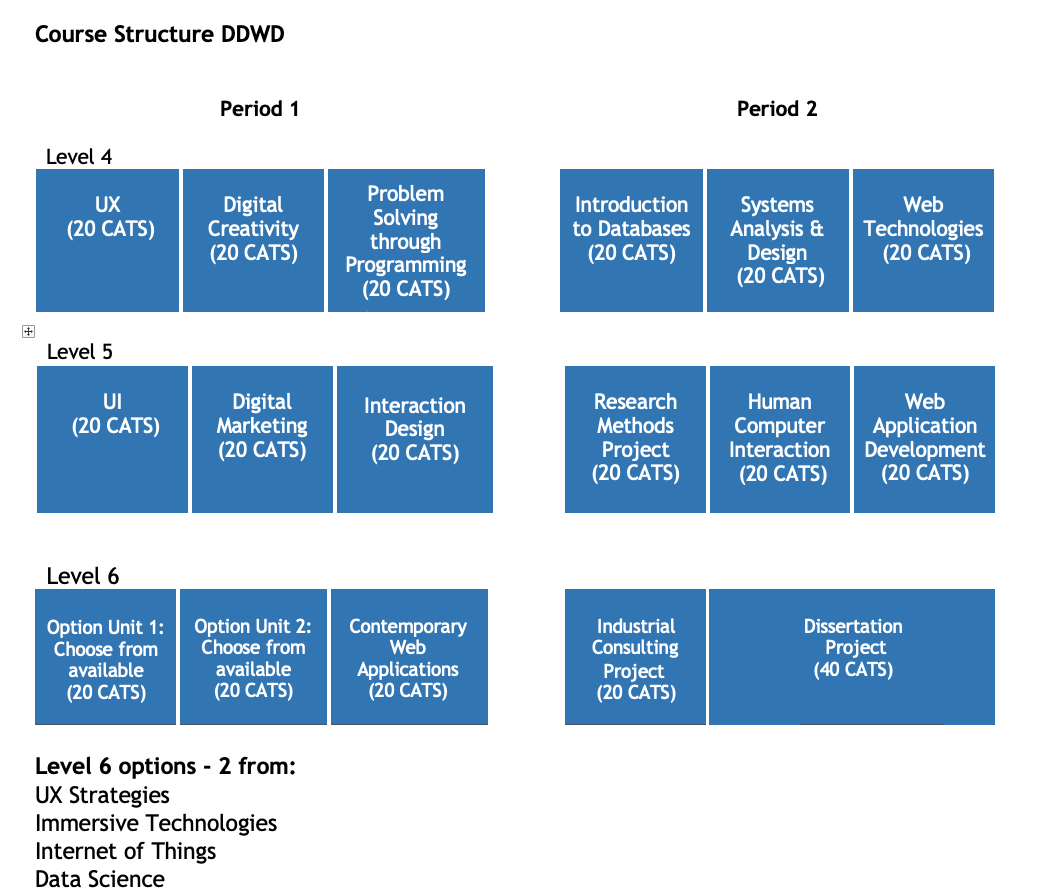 Course Structure DDWD
Period 1
Period 2
Level 4
UX
(20 CATS)
Digital
Creativity
(20 CATS)
Problem
Solving
through
Programming
(20 CATS)
Introduction
to Databases
(20 CATS)
Systems
Analysis &
Design
(20 CATS)
Web
Technologies
(20 CATS)
Level 5
UI
(20 CATS)
Digital
Marketing
(20 CATS)
Interaction
Design
(20 CATS)
Research
Methods
Project
(20 CATS)
Human
Computer
Interaction
(20 CATS)
Web
Application
Development
(20 CATS)
Level 6
Option Unit 1:
Choose from
available
(20 CATS)
Option Unit 2:
Choose from
available
(20 CATS)
Contemporary
Web
Applications
(20 CATS)
Industrial
Consulting
Project
(20 CATS)
Dissertation
Project
(40 CATS)
Level 6 options - 2 from:
UX Strategies
Immersive Technologies
Internet of Things
Data Science